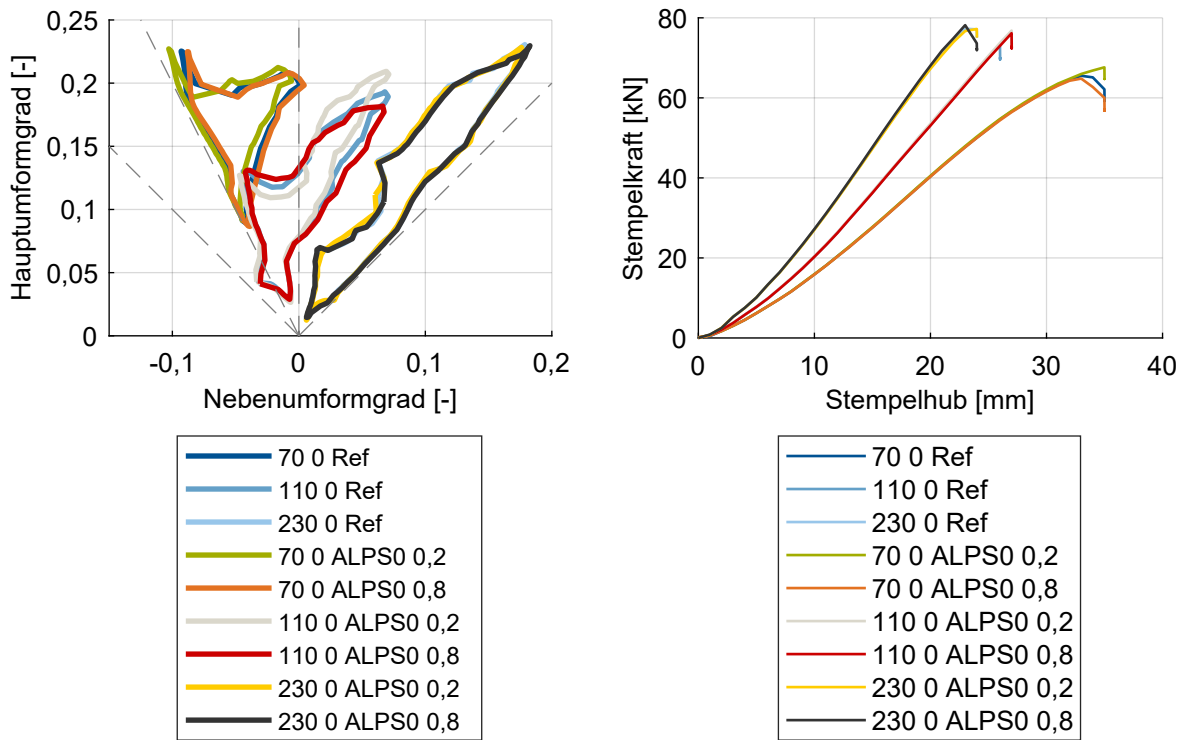 0,25
0,2
0,15
0,1
0,05
0
Hauptumformgrad [-]
-0,1
0
0,1
0,2
Nebenumformgrad [-]
70 0 Ref
110 0 Ref
230 0 Ref
70 0 ALPS0 0,2
70 0 ALPS0 0,8
110 0 ALPS0 0,2
110 0 ALPS0 0,8
230 0 ALPS0 0,2
230 0 ALPS0 0,8
80
60
40
20
0
Stempelkraft [kN]
0
10
20
30
40
Stempelhub [mm]
70 0 Ref
110 0 Ref
230 0 Ref
70 0 ALPS0 0,2
70 0 ALPS0 0,8
110 0 ALPS0 0,2
110 0 ALPS0 0,8
230 0 ALPS0 0,2
230 0 ALPS0 0,8